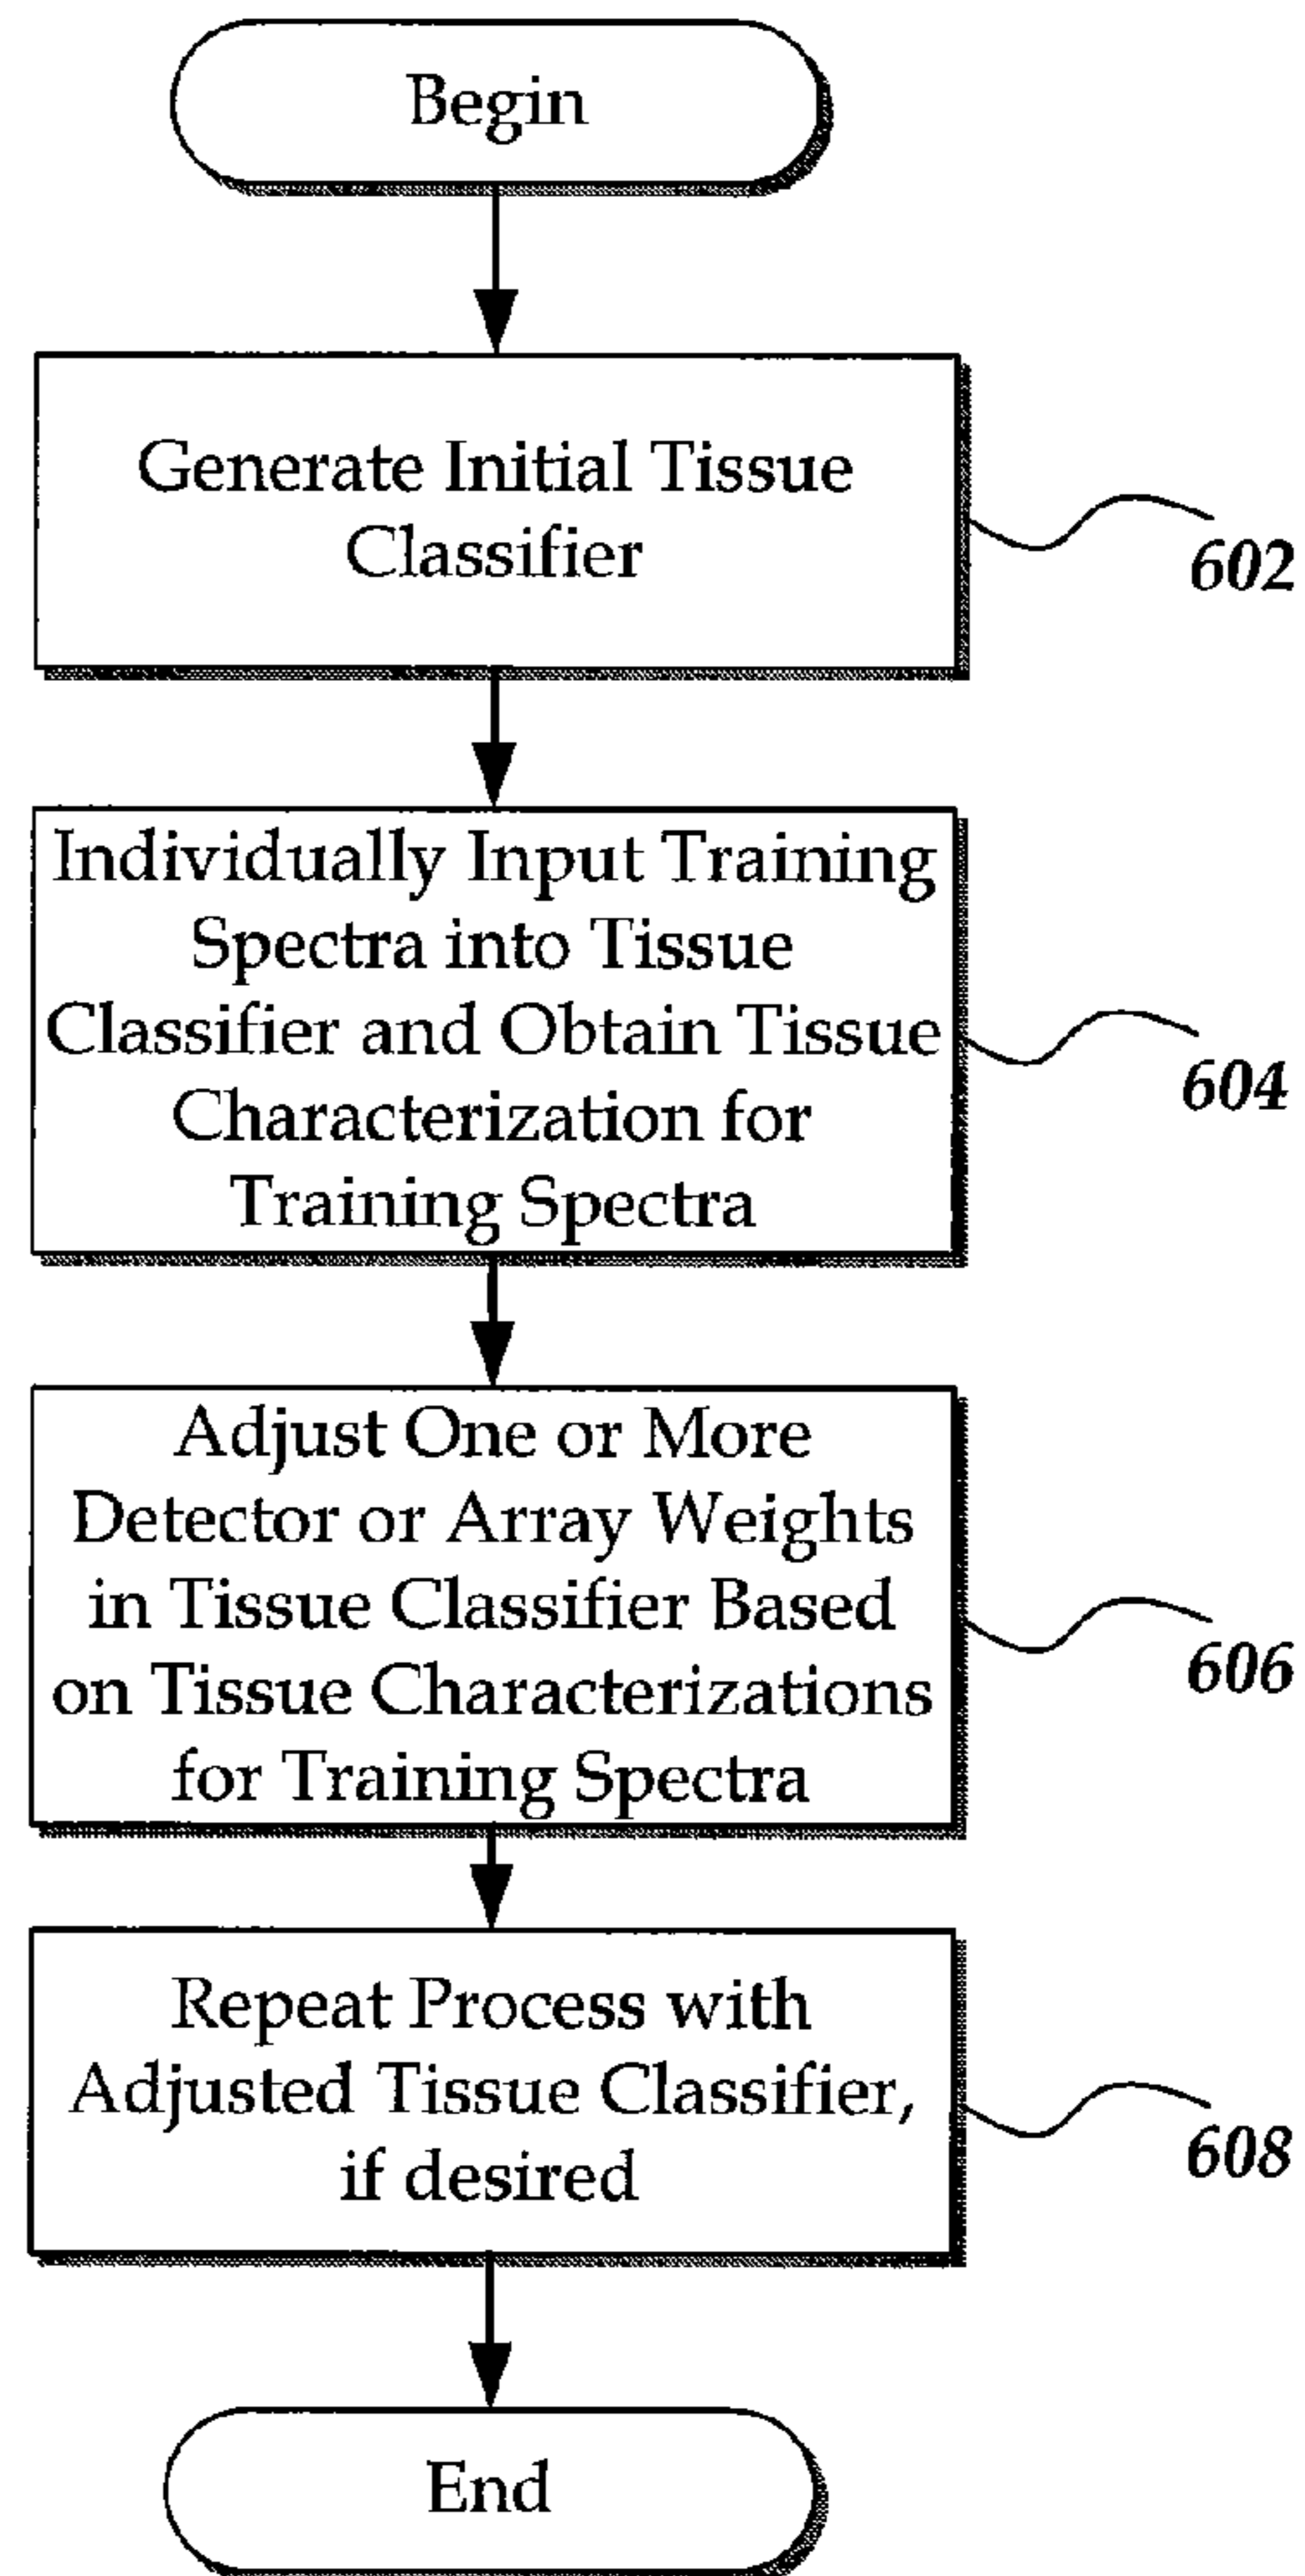 Begin
Generate Initial Tissue
Classifier
602
Individually Input Training
Spectra into Tissue
Classifier and Obtain Tissue
Characterization for
Training Spectra
604
Adjust One or More
Detector or Array Weights
in Tissue Classifier Based
on Tissue Characterizations
for Training Spectra
606
Repeat Process with
Adjusted Tissue Classifier,
if desired
608
End